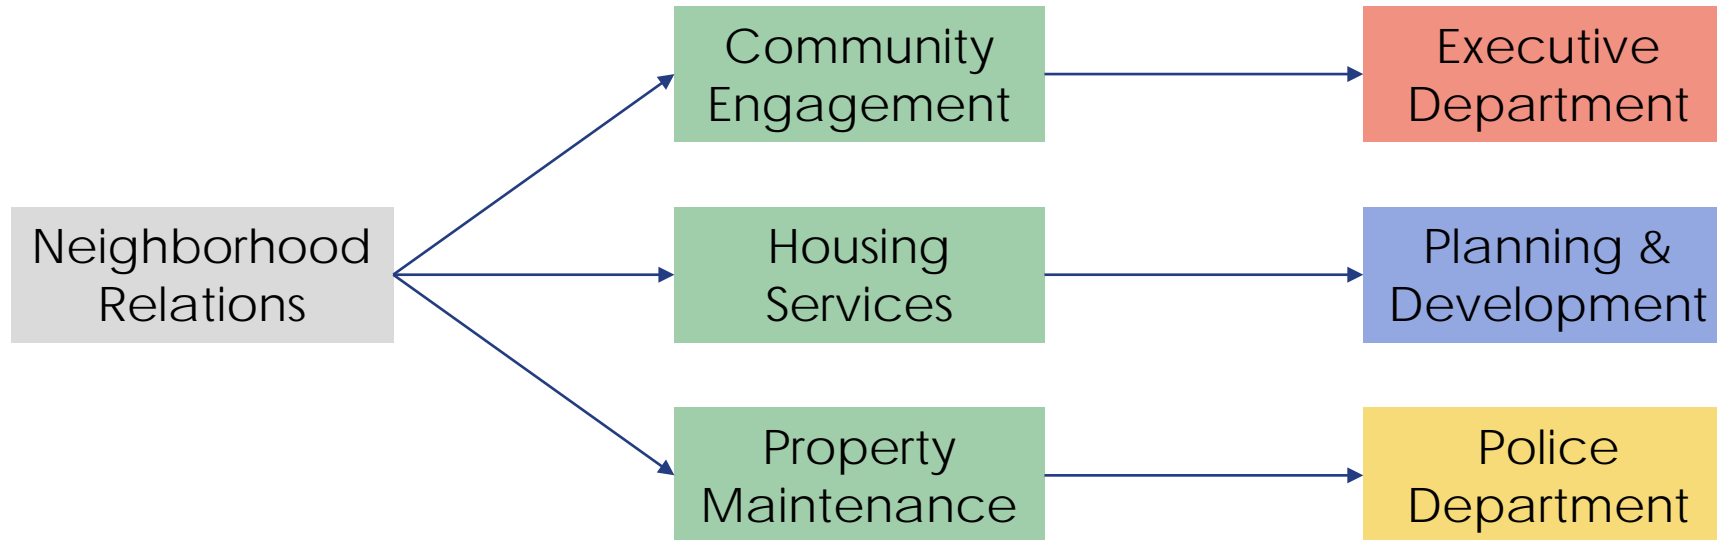 Community
Engagement
Executive
Department
Neighborhood
Relations
Housing
Services
Planning &
Development
Property
Maintenance
Police
Department